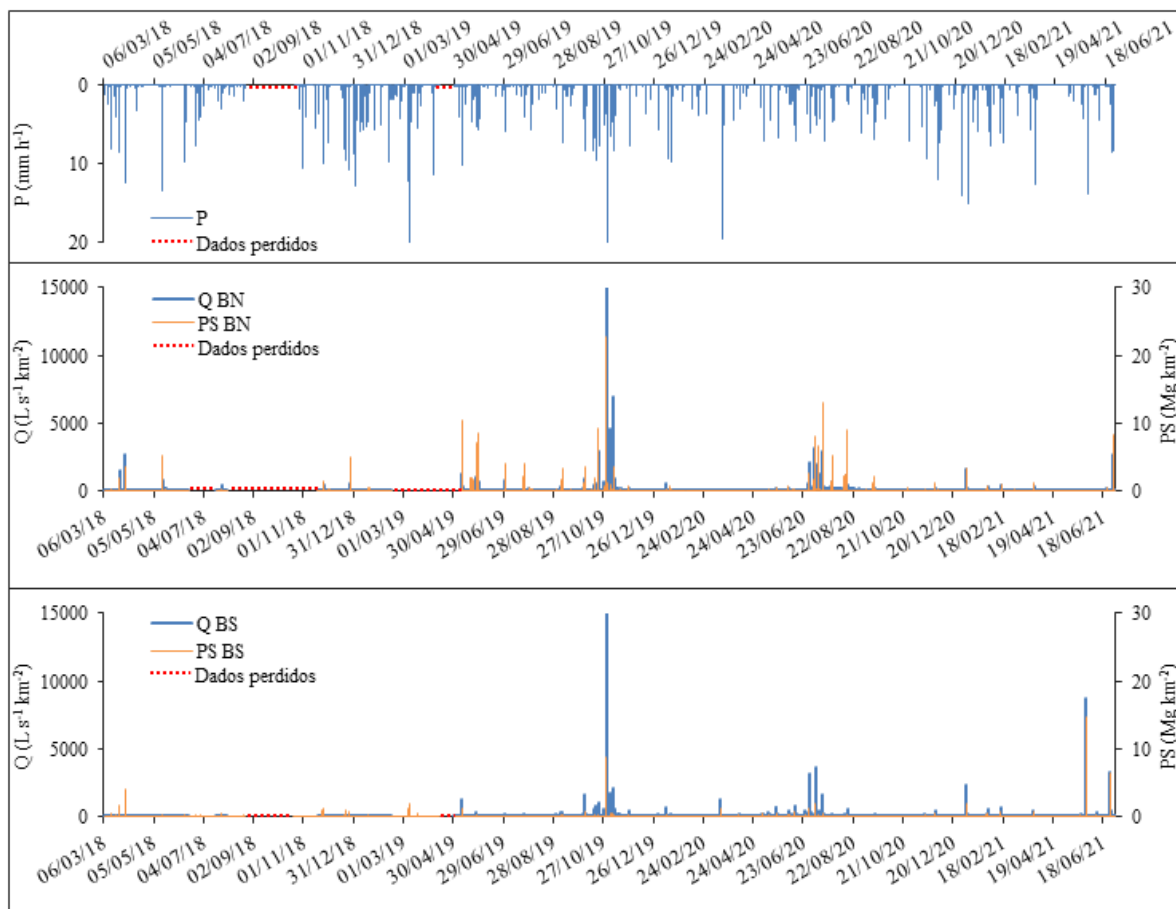 06/03/18 05/05/18 04/07/18 02/09/18 01/11/18 31/12/18 01/03/19 30/04/19 29/06/19 28/08/19 27/10/19 26/12/19 24/02/20 24/04/20 23/06/20 22/08/20 21/10/20 20/12/20 18/02/21 19/04/21 18/06/21
P (mm h⁻¹)
0
10
20
P
Dados perdidos
Q (L s⁻¹ km⁻²)
15000
10000
5000
0
Q BN
PS BN
Dados perdidos
30
20
10
0
PS (Mg km⁻²)
06/03/18 05/05/18 04/07/18 02/09/18 01/11/18 31/12/18 01/03/19 30/04/19 29/06/19 28/08/19 27/10/19 26/12/19 24/02/20 24/04/20 23/06/20 22/08/20 21/10/20 20/12/20 18/02/21 19/04/21 18/06/21
Q (L s⁻¹ km⁻²)
15000
10000
5000
0
Q BS
PS BS
Dados perdidos
30
20
10
0
PS (Mg km⁻²)
06/03/18 05/05/18 04/07/18 02/09/18 01/11/18 31/12/18 01/03/19 30/04/19 29/06/19 28/08/19 27/10/19 26/12/19 24/02/20 24/04/20 23/06/20 22/08/20 21/10/20 20/12/20 18/02/21 19/04/21 18/06/21